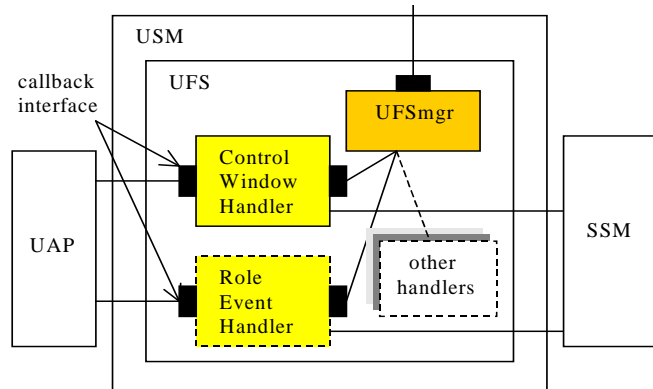 USM
callback
interface
UFS
UFSmgr
Control
Window
Handler
UAP
SSM
other
handlers
Role
Event
Handler